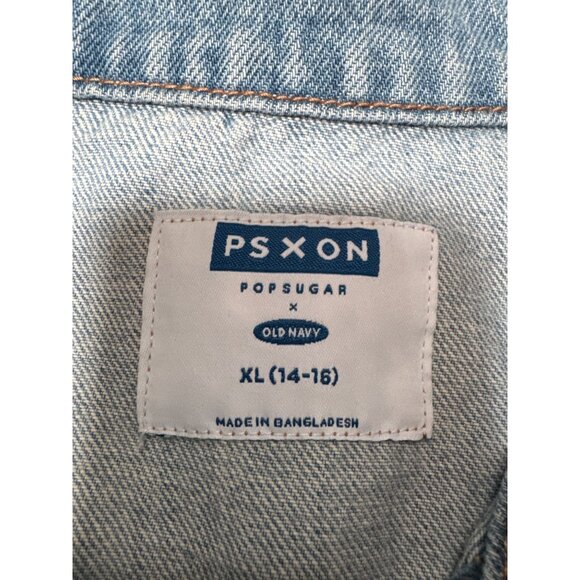 PSXON
POPSUGAR
x
OLD NAVY
XL (14-16)
MADE IN BANGLADESH